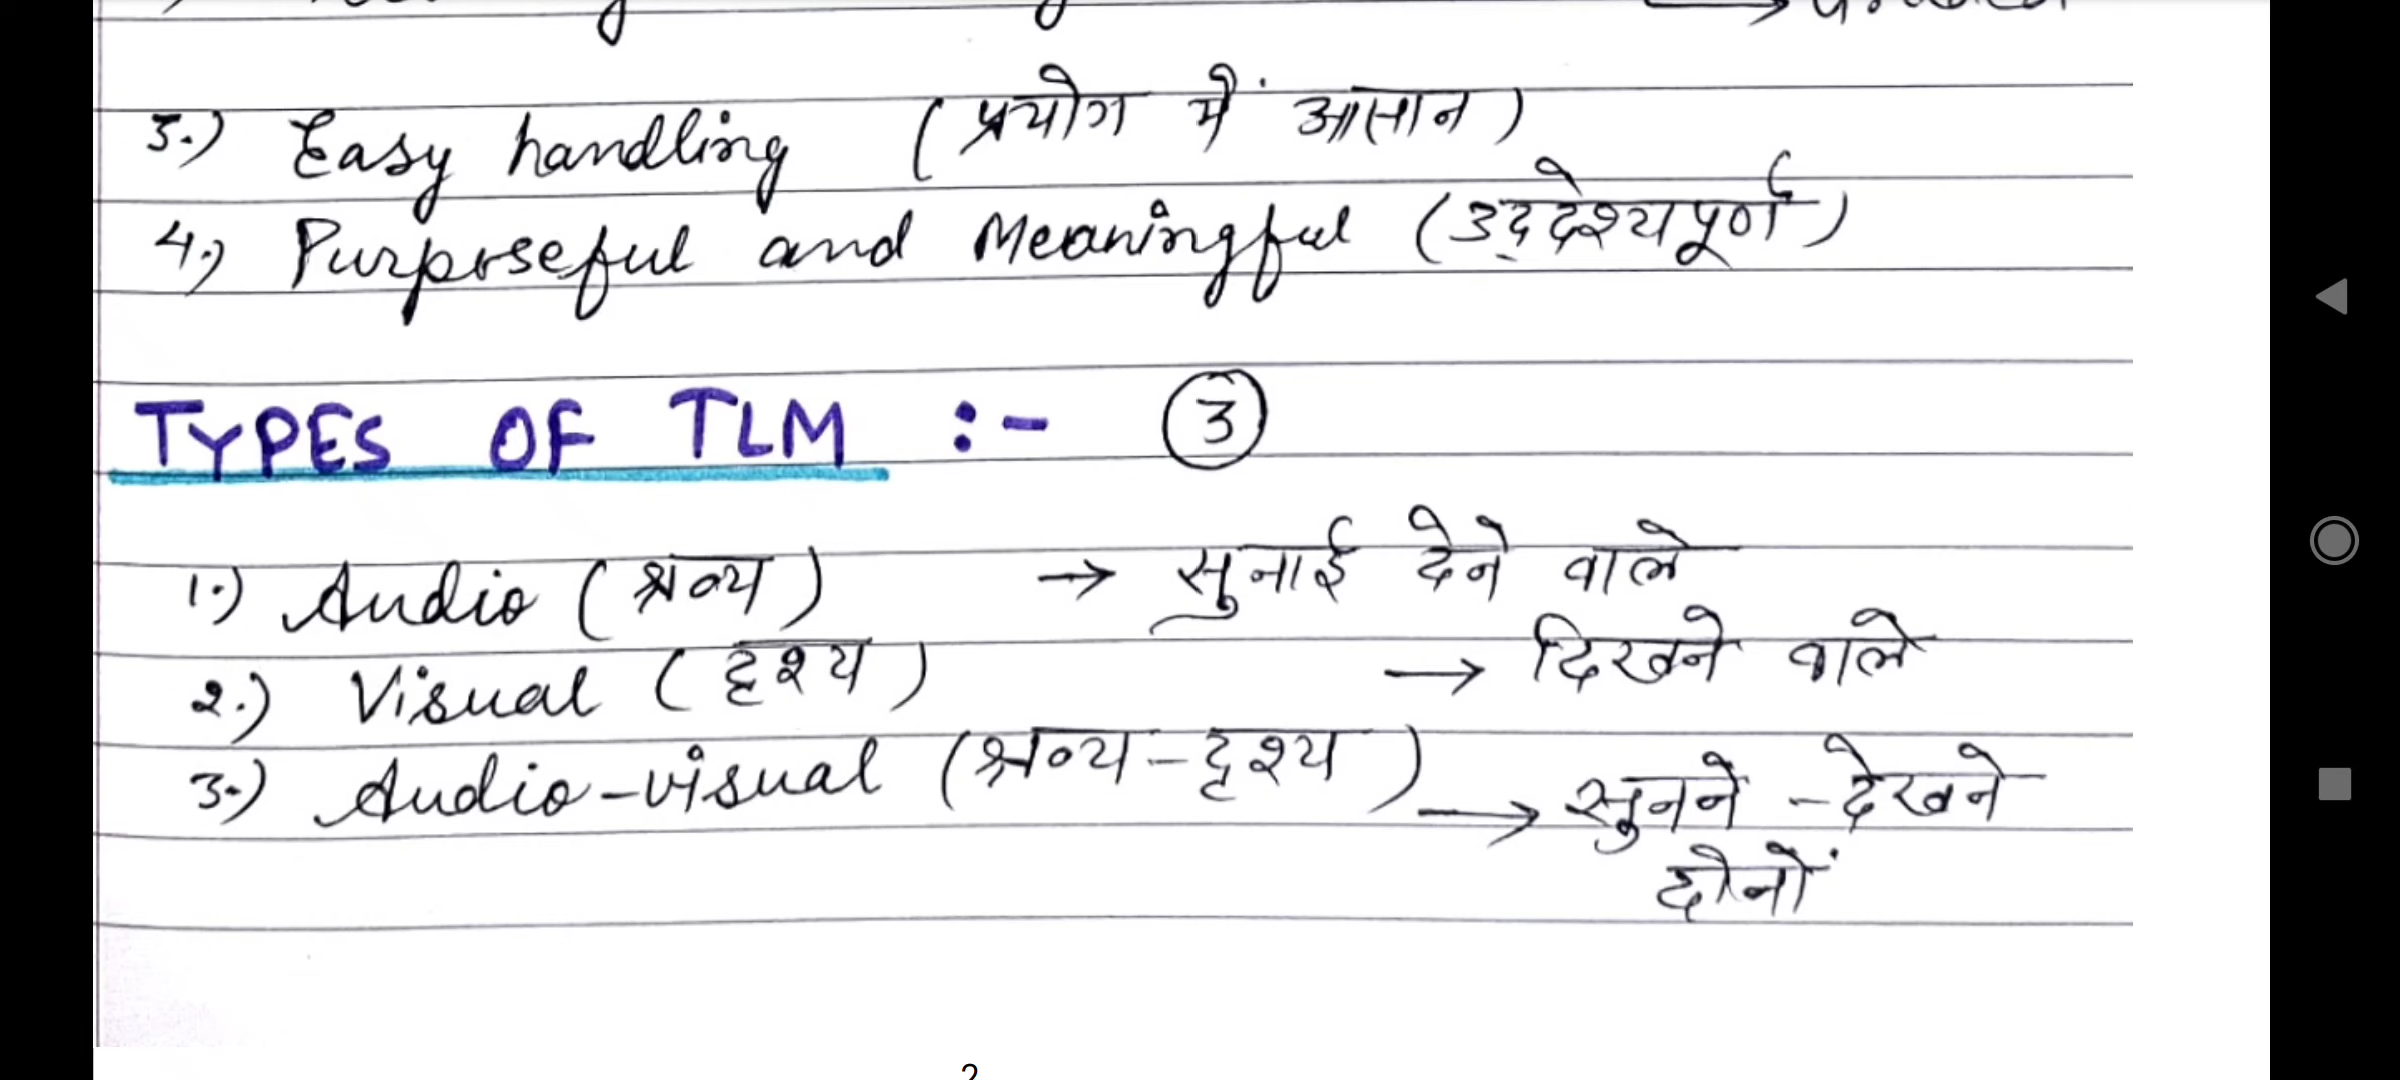 3.) Easy handling (प्रयोग में आसान)
4.) Purposeful and Meaningful (उद्देश्यपूर्ण)
TYPES OF TLM :- ③
1.) Audio (श्रव्य) → सुनाई देने वाले
2.) Visual (दृश्य) → दिखने वाले
3.) Audio-visual (श्रव्य-दृश्य) → सुनने - देखने
दोनों
2